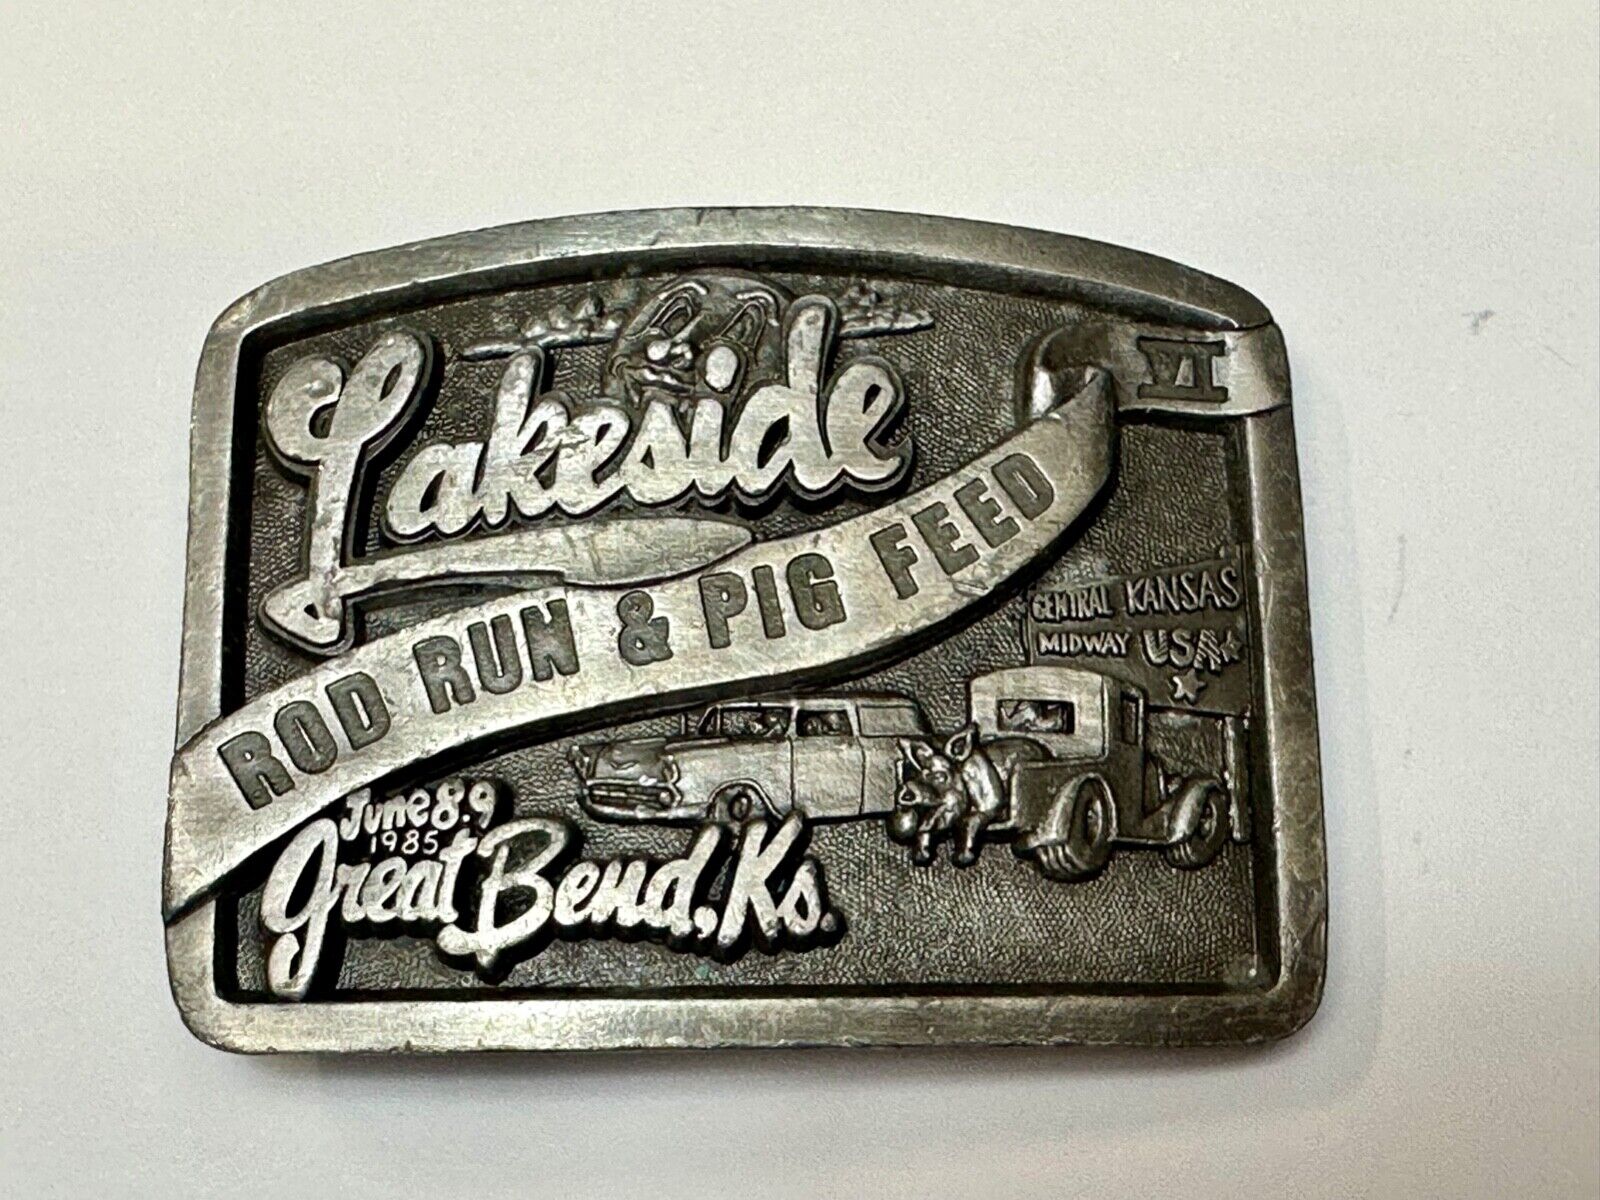 Lakeside
VI
ROD RUN & PIG FEED
CENTRAL KANSAS
MIDWAY USA
June 8.9
1985
Great Bend, Ks.